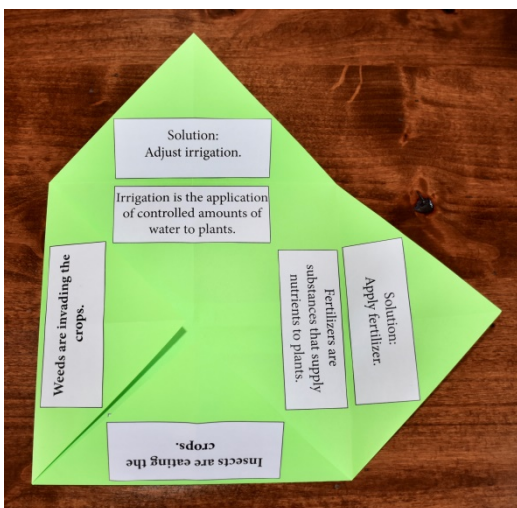 Solution:
Adjust irrigation.
Irrigation is the application
of controlled amounts of
water to plants.
Weeds are invading the
crops.
Fertilizers are
substances that supply
nutrients to plants.
Solution:
Apply fertilizer.
Insects are eating the
crops.